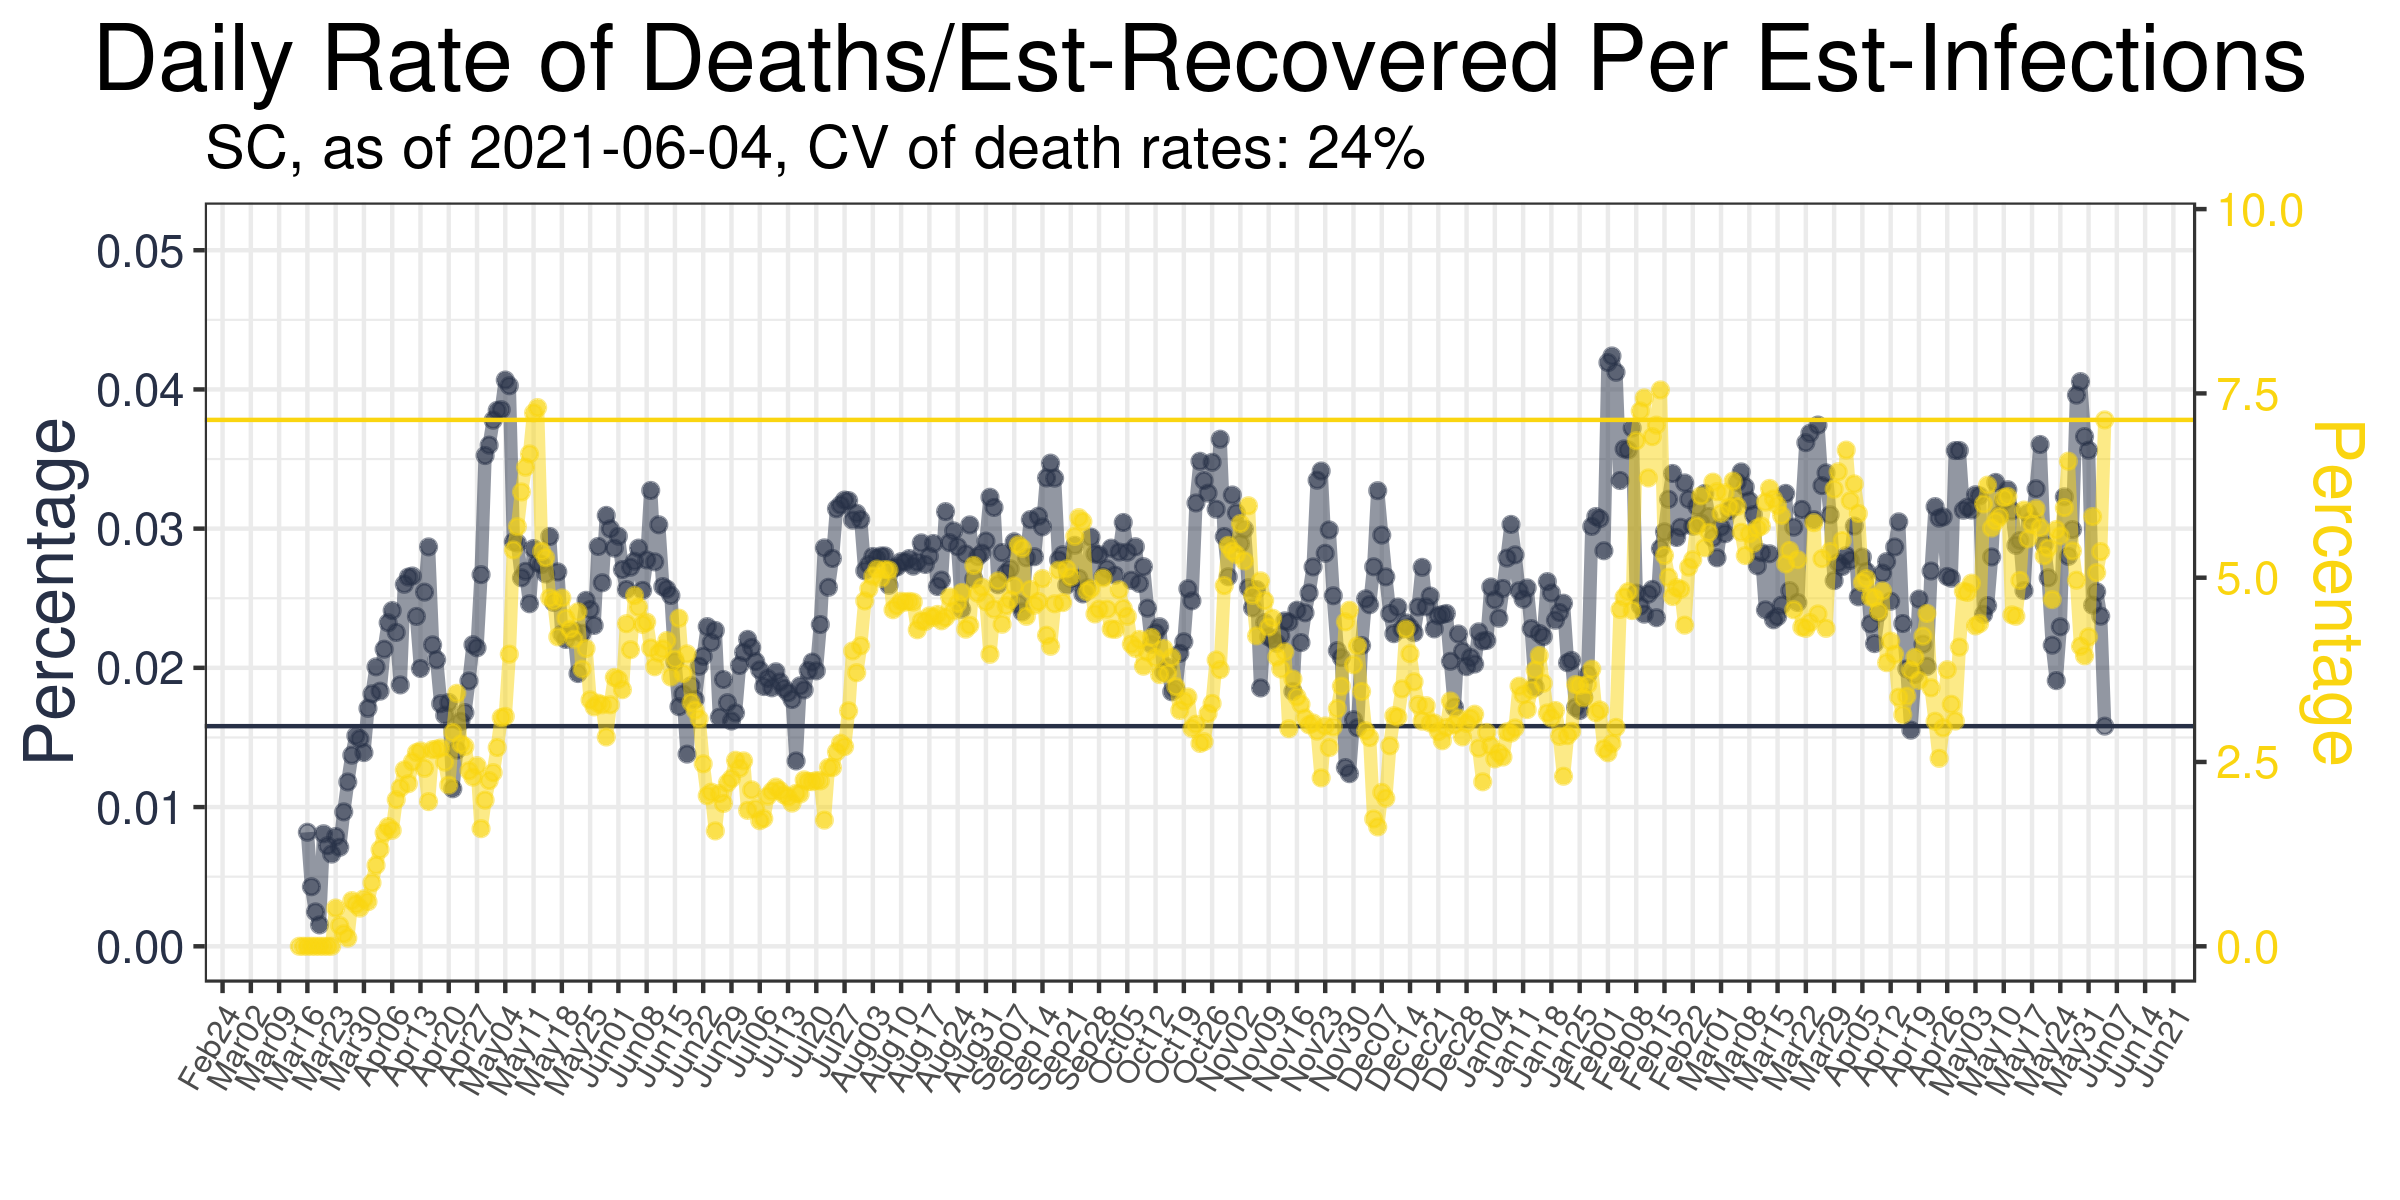 Daily Rate of Deaths/Est-Recovered Per Est-Infections
SC, as of 2021-06-04, CV of death rates: 24%
Percentage
0.05
0.04
0.03
0.02
0.01
0.00
10.0
7.5
5.0
2.5
0.0
Percentage
Feb24
Mar02
Mar09
Mar16
Mar23
Mar30
Apr06
Apr13
Apr20
Apr27
May04
May11
May18
May25
Jun01
Jun08
Jun15
Jun22
Jun29
Jul06
Jul13
Jul20
Jul27
Aug03
Aug10
Aug17
Aug24
Aug31
Sep07
Sep14
Sep21
Sep28
Oct05
Oct12
Oct19
Oct26
Nov02
Nov09
Nov16
Nov23
Nov30
Dec07
Dec14
Dec21
Dec28
Jan04
Jan11
Jan18
Jan25
Feb01
Feb08
Feb15
Feb22
Mar01
Mar08
Mar15
Mar22
Mar29
Apr05
Apr12
Apr19
Apr26
May03
May10
May17
May24
May31
Jun07
Jun14
Jun21